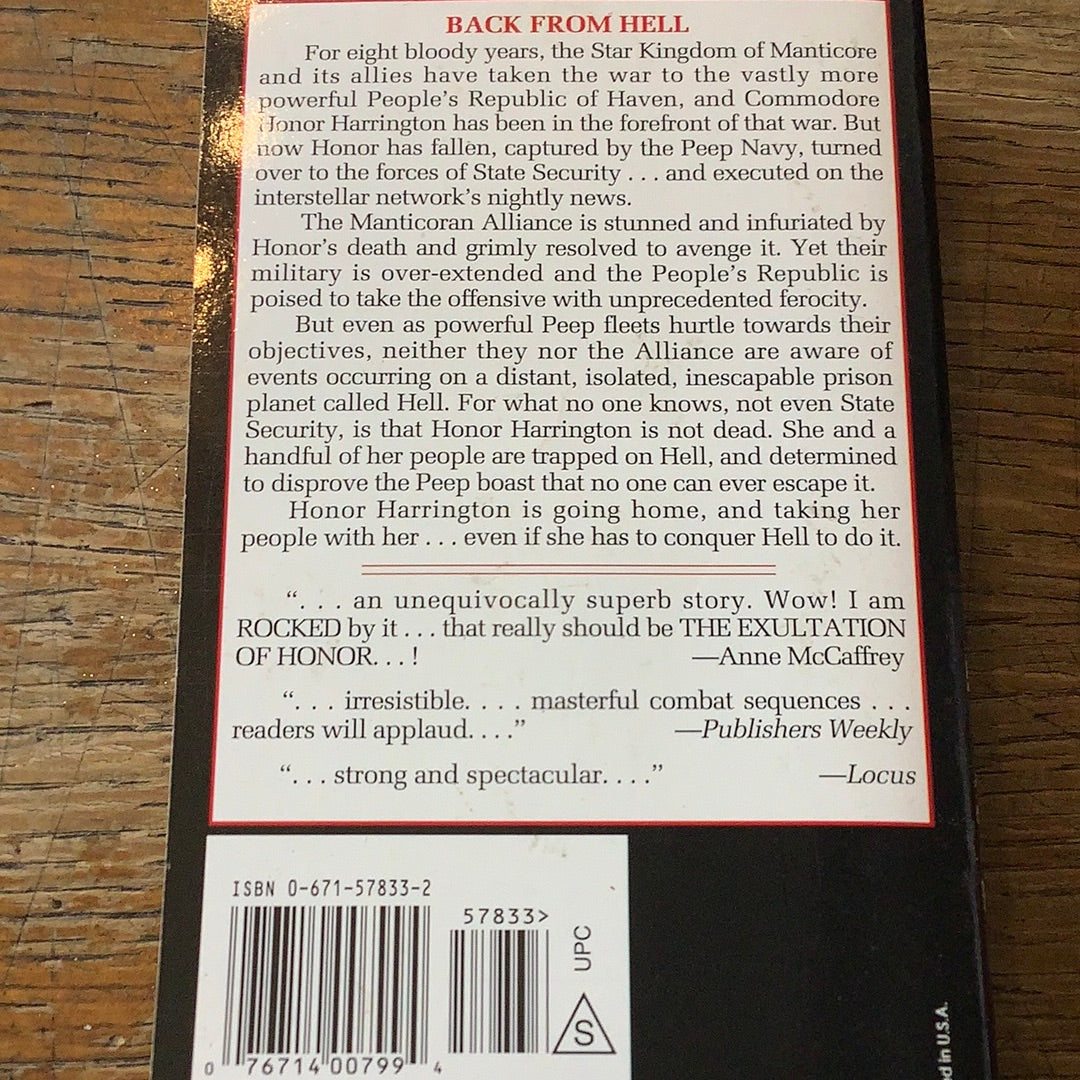 BACK FROM HELL
For eight bloody years, the Star Kingdom of Manticore
and its allies have taken the war to the vastly more
powerful People's Republic of Haven, and Commodore
Honor Harrington has been in the forefront of that war. But
now Honor has fallen, captured by the Peep Navy, turned
over to the forces of State Security . . . and executed on the
interstellar network's nightly news.
The Manticoran Alliance is stunned and infuriated by
Honor's death and grimly resolved to avenge it. Yet their
military is over-extended and the People's Republic is
poised to take the offensive with unprecedented ferocity.
But even as powerful Peep fleets hurtle towards their
objectives, neither they nor the Alliance are aware of
events occurring on a distant, isolated, inescapable prison
planet called Hell. For what no one knows, not even State
Security, is that Honor Harrington is not dead. She and a
handful of her people are trapped on Hell, and determined
to disprove the Peep boast that no one can ever escape it.
Honor Harrington is going home, and taking her
people with her . . . even if she has to conquer Hell to do it.
". . . an unequivocally superb story. Wow! I am
ROCKED by it . . . that really should be THE EXULTATION
OF HONOR. . . ! —Anne McCaffrey
". . . irresistible. . . . masterful combat sequences . . .
readers will applaud. . . ." —Publishers Weekly
". . . strong and spectacular. . . ." —Locus
ISBN 0-671-57833-2
57833>
UPC
S
0 76714 00799 4
in U.S.A.